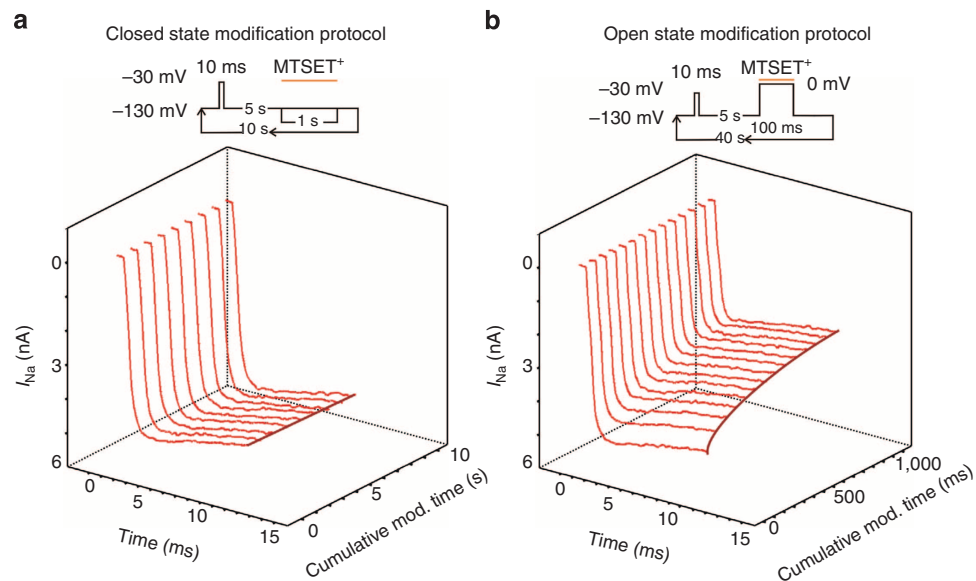 a
Closed state modification protocol
10 ms
MTSET+
−30 mV
−130 mV
5 s
1 s
10 s
0
3
6
INa (nA)
0
5
10
15
Time (ms)
0
5
10
Cumulative mod. time (s)
b
Open state modification protocol
10 ms
MTSET+
0 mV
−30 mV
−130 mV
5 s
100 ms
40 s
0
3
6
INa (nA)
0
5
10
15
Time (ms)
0
500
1,000
Cumulative mod. time (ms)